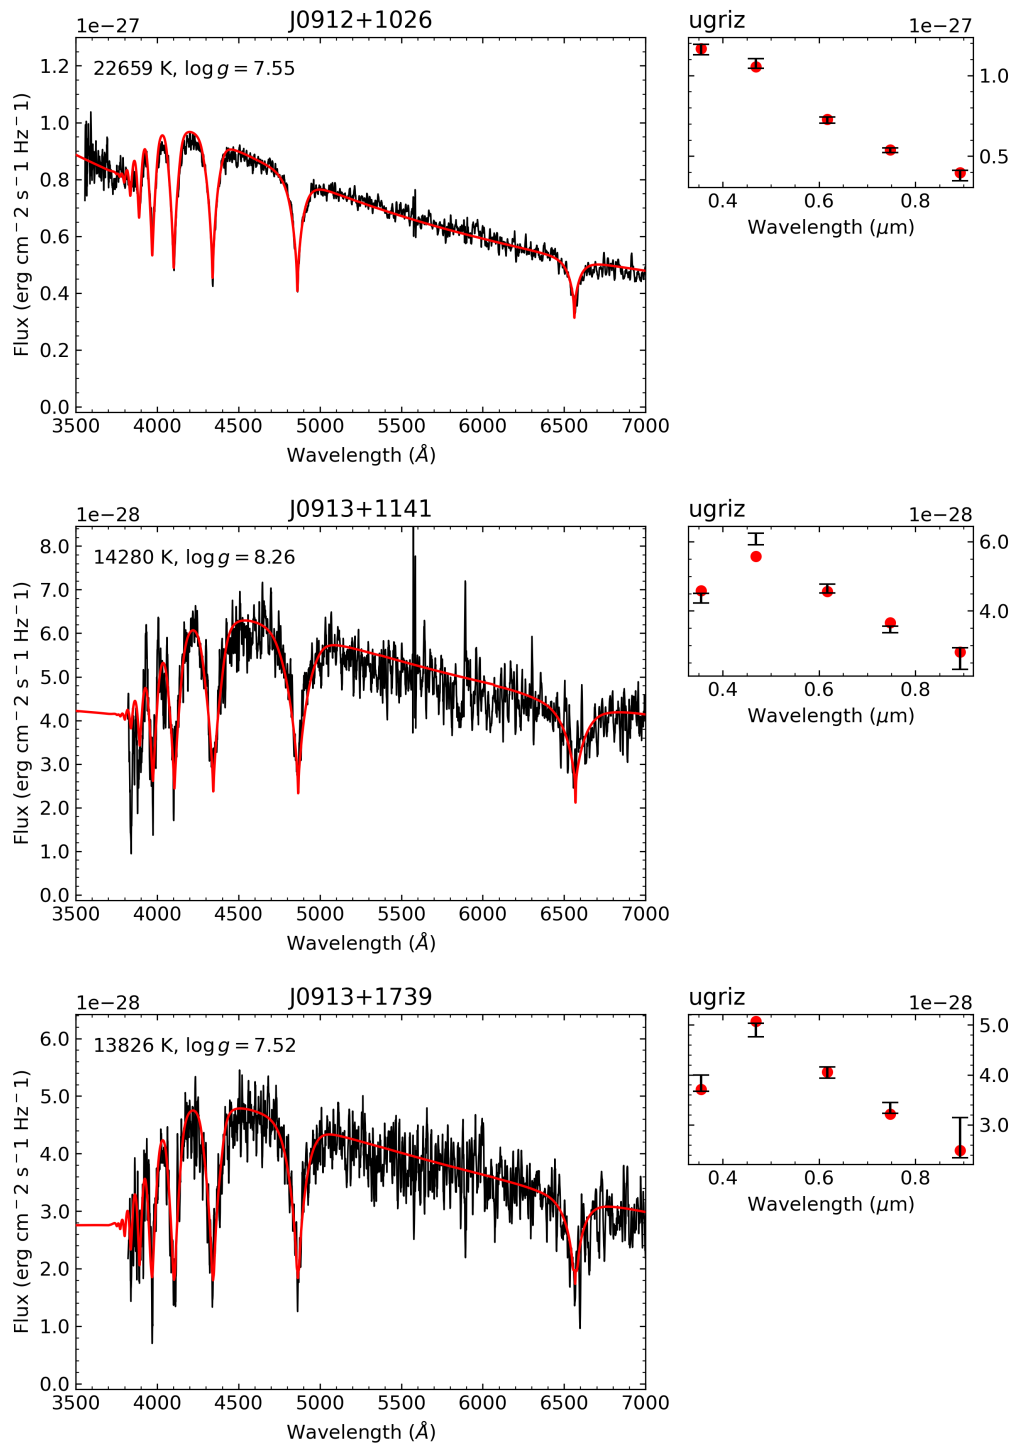 J0912+1026
1e−27
22659 K, log g = 7.55
1.2
1.0
0.8
0.6
0.4
0.2
0.0
Flux (erg cm−2 s−1 Hz−1)
3500 4000 4500 5000 5500 6000 6500 7000
Wavelength (Å)
ugriz
1e−27
1.0
0.5
0.4 0.6 0.8
Wavelength (μm)
J0913+1141
1e−28
14280 K, log g = 8.26
8.0
7.0
6.0
5.0
4.0
3.0
2.0
1.0
0.0
Flux (erg cm−2 s−1 Hz−1)
3500 4000 4500 5000 5500 6000 6500 7000
Wavelength (Å)
ugriz
1e−28
6.0
4.0
0.4 0.6 0.8
Wavelength (μm)
J0913+1739
1e−28
13826 K, log g = 7.52
6.0
5.0
4.0
3.0
2.0
1.0
0.0
Flux (erg cm−2 s−1 Hz−1)
3500 4000 4500 5000 5500 6000 6500 7000
Wavelength (Å)
ugriz
1e−28
5.0
4.0
3.0
0.4 0.6 0.8
Wavelength (μm)